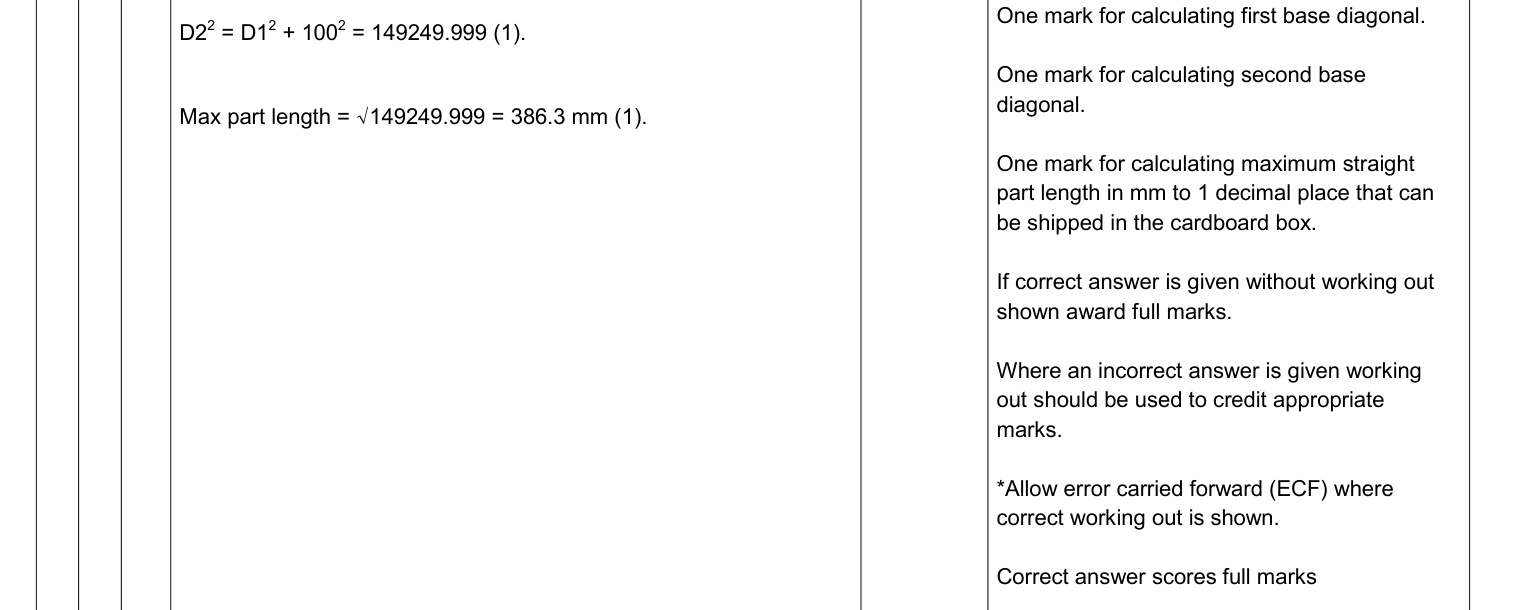 D2² = D1² + 100² = 149249.999 (1).
Max part length = √149249.999 = 386.3 mm (1).
One mark for calculating first base diagonal.
One mark for calculating second base
diagonal.
One mark for calculating maximum straight
part length in mm to 1 decimal place that can
be shipped in the cardboard box.
If correct answer is given without working out
shown award full marks.
Where an incorrect answer is given working
out should be used to credit appropriate
marks.
*Allow error carried forward (ECF) where
correct working out is shown.
Correct answer scores full marks